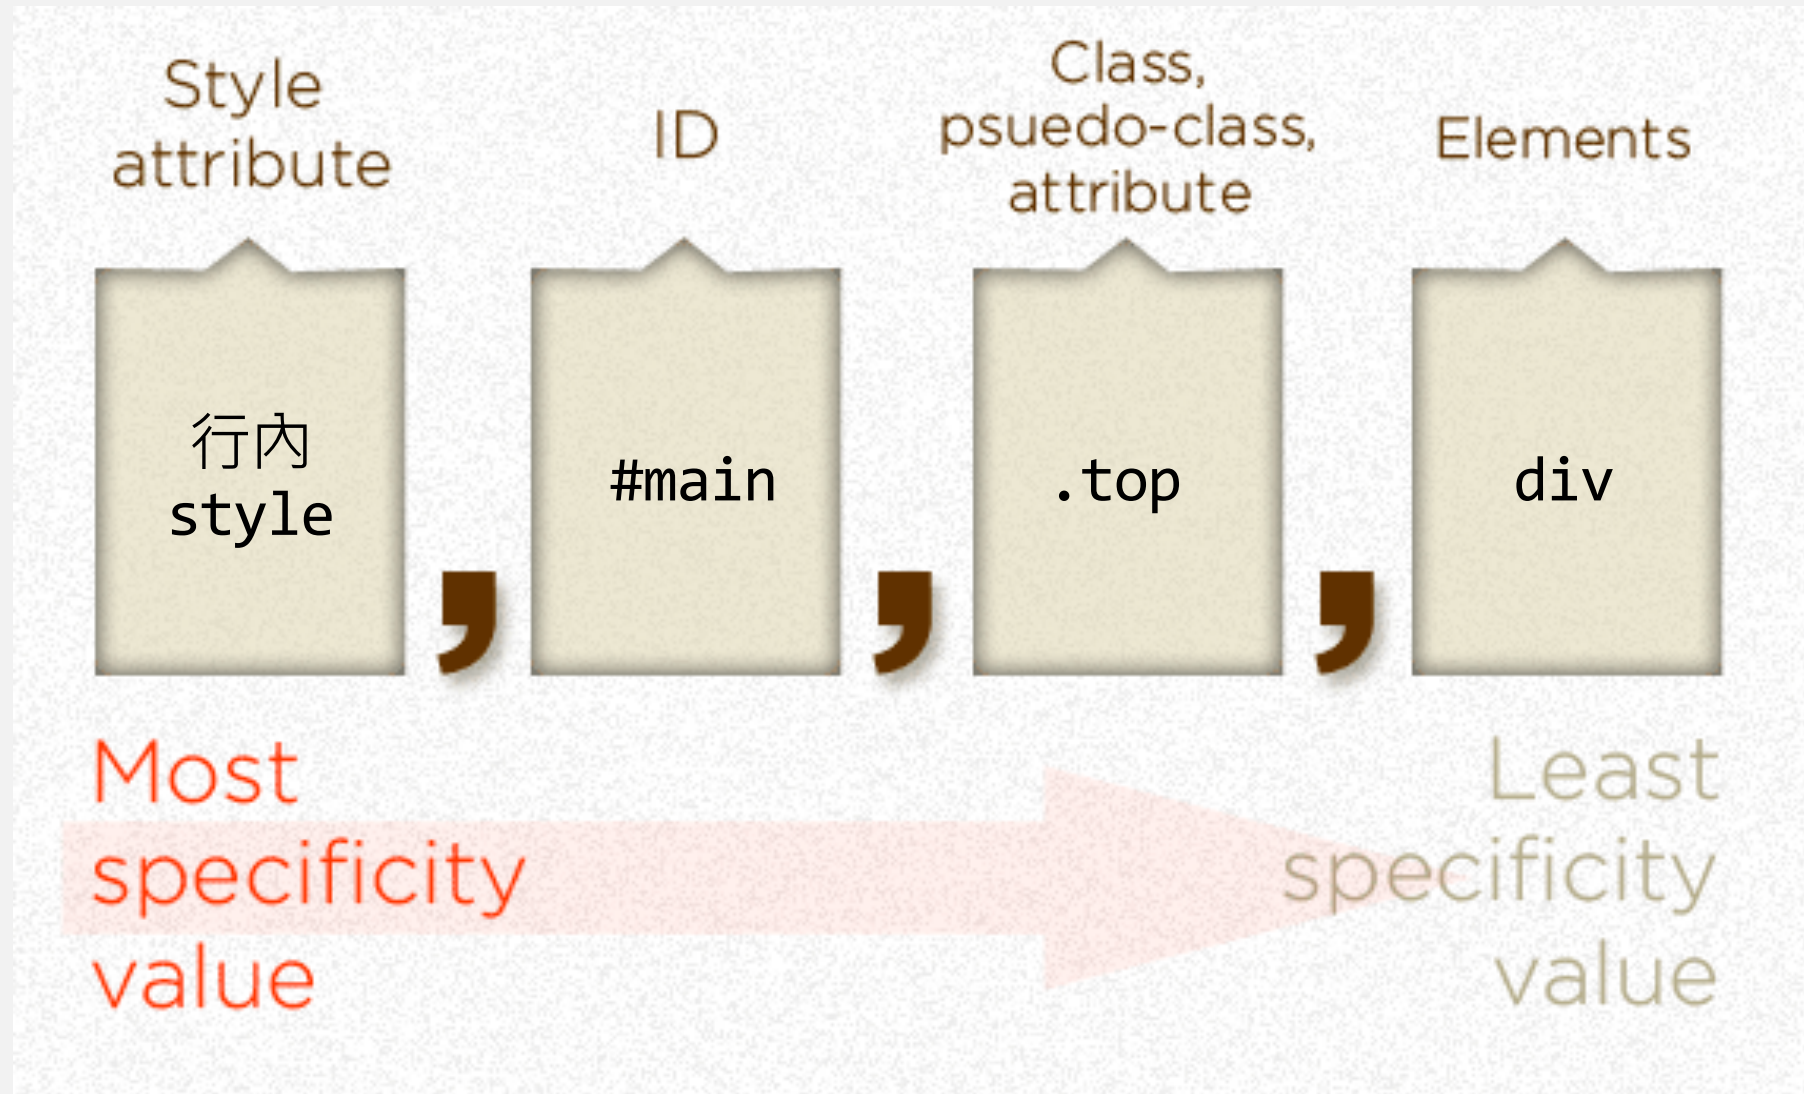 Style
attribute
ID
Class,
psuedo-class,
attribute
Elements
行內
style
,
#main
,
.top
,
div
Most
specificity
value
Least
specificity
value